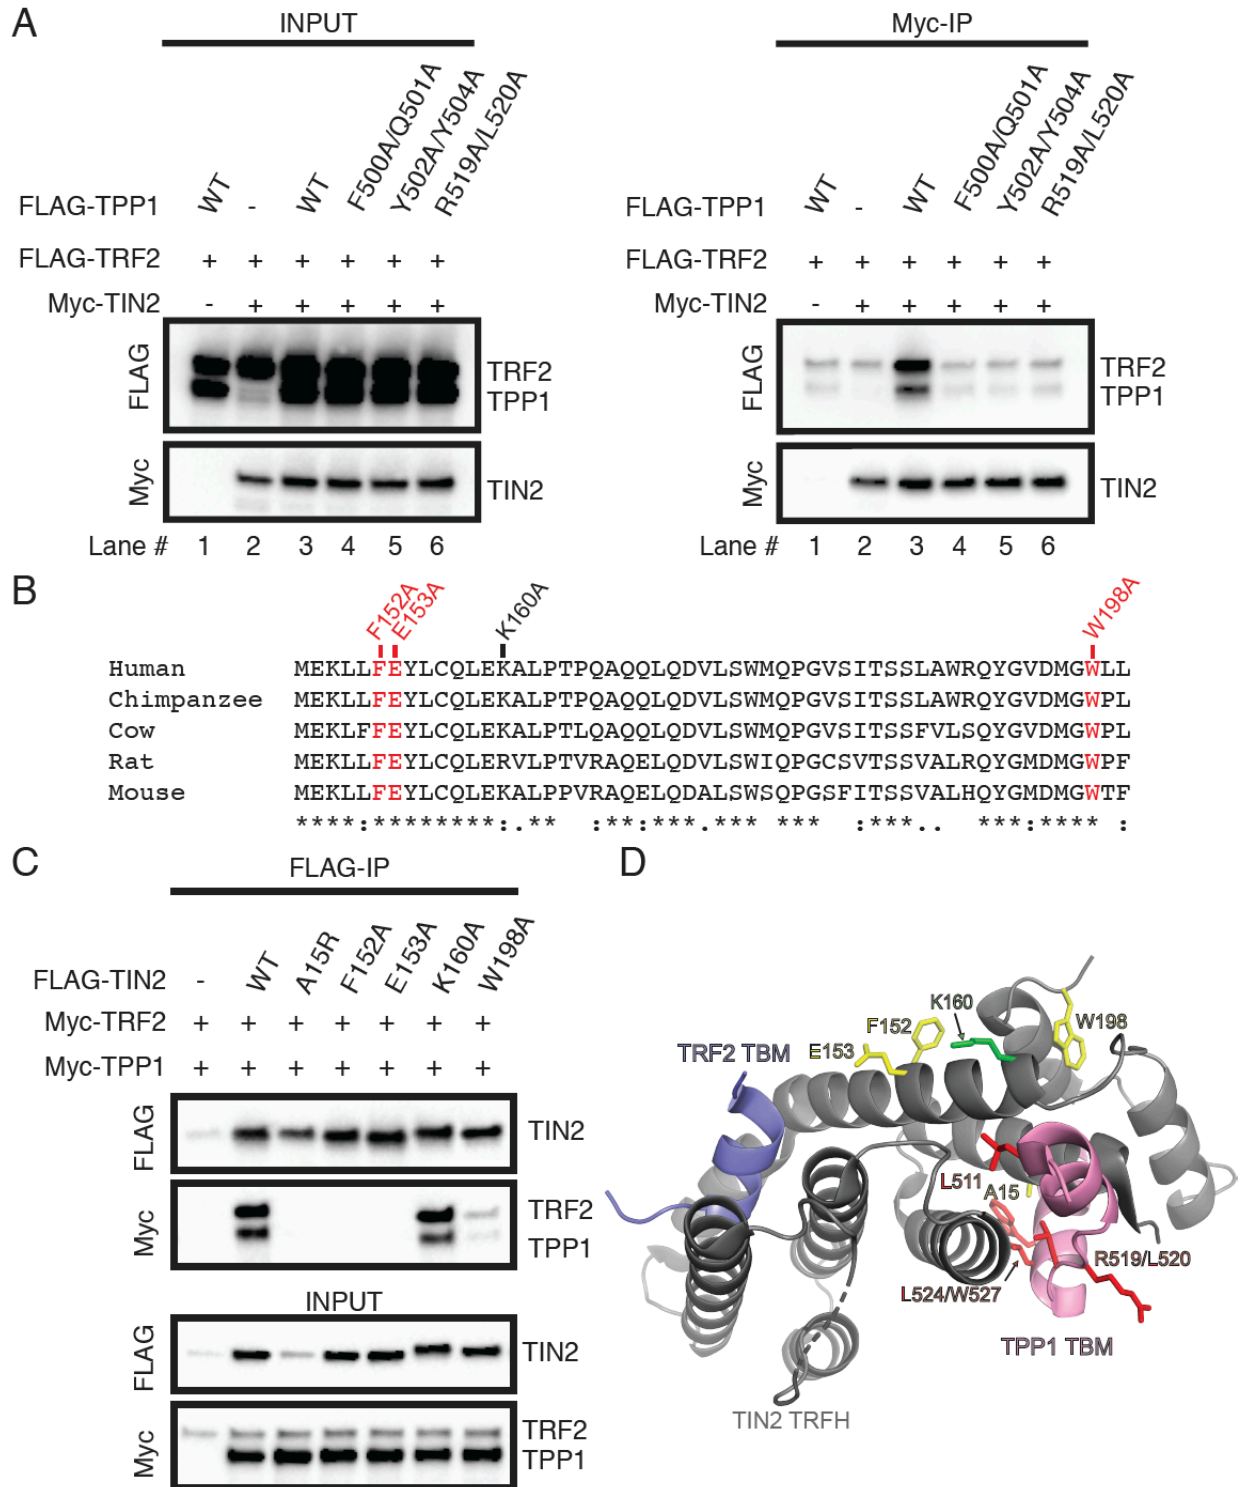 A
INPUT
Myc-IP
FLAG-TPP1 WT - WT F500A/Q501A Y502A/Y504A R519A/L520A
FLAG-TPP1 WT - WT F500A/Q501A Y502A/Y504A R519A/L520A
FLAG-TRF2 + + + + + +
FLAG-TRF2 + + + + + +
Myc-TIN2 - + + + + +
Myc-TIN2 - + + + + +
FLAG
TRF2
TPP1
FLAG
TRF2
TPP1
Myc
TIN2
Myc
TIN2
Lane # 1 2 3 4 5 6
Lane # 1 2 3 4 5 6
B
F152A E153A K160A W198A
Human MEKLLFEYLCQLEKALPTPQAQQLQDVLSWMQPGVSITSSLAWRQYGVDMGWLL
Chimpanzee MEKLLFEYLCQLEKALPTPQAQQLQDVLSWMQPGVSITSSLAWRQYGVDMGWPL
Cow MEKLFFEYLCQLEKALPTLQAQQLQDVLSWMQPGVSITSSFVLSQYGVDMGWPL
Rat MEKLLFEYLCQLERVLPTVRAQELQDVLSWIQPGCSVTSSVALRQYGMDMGWPF
Mouse MEKLLFEYLCQLEKALPPVRAQELQDALSWSQPGSFITSSVALHQYGMDMGWTF
****:********:.** :**:***.*** *** :***.. ***:**** :
C
FLAG-IP
FLAG-TIN2 - WT A15R F152A E153A K160A W198A
Myc-TRF2 + + + + + + +
Myc-TPP1 + + + + + + +
FLAG
TIN2
Myc
TRF2
TPP1
INPUT
FLAG
TIN2
Myc
TRF2
TPP1
D
K160
F152
W198
TRF2 TBM
E153
L511
A15
R519/L520
L524/W527
TPP1 TBM
TIN2 TRFH